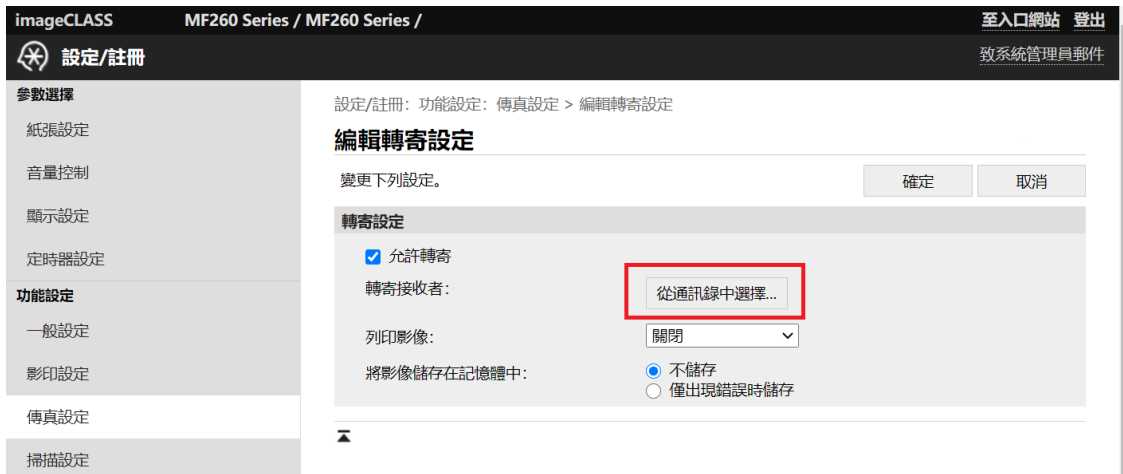 imageCLASS MF260 Series / MF260 Series / 至入口網站 登出
設定/註冊 致系統管理員郵件
參數選擇
紙張設定
音量控制
顯示設定
定時器設定
功能設定
一般設定
影印設定
傳真設定
掃描設定
設定/註冊: 功能設定: 傳真設定 > 編輯轉寄設定
編輯轉寄設定
變更下列設定。 確定 取消
轉寄設定
允許轉寄
轉寄接收者: 從通訊錄中選擇...
列印影像: 關閉
將影像儲存在記憶體中: 不儲存
僅出現錯誤時儲存